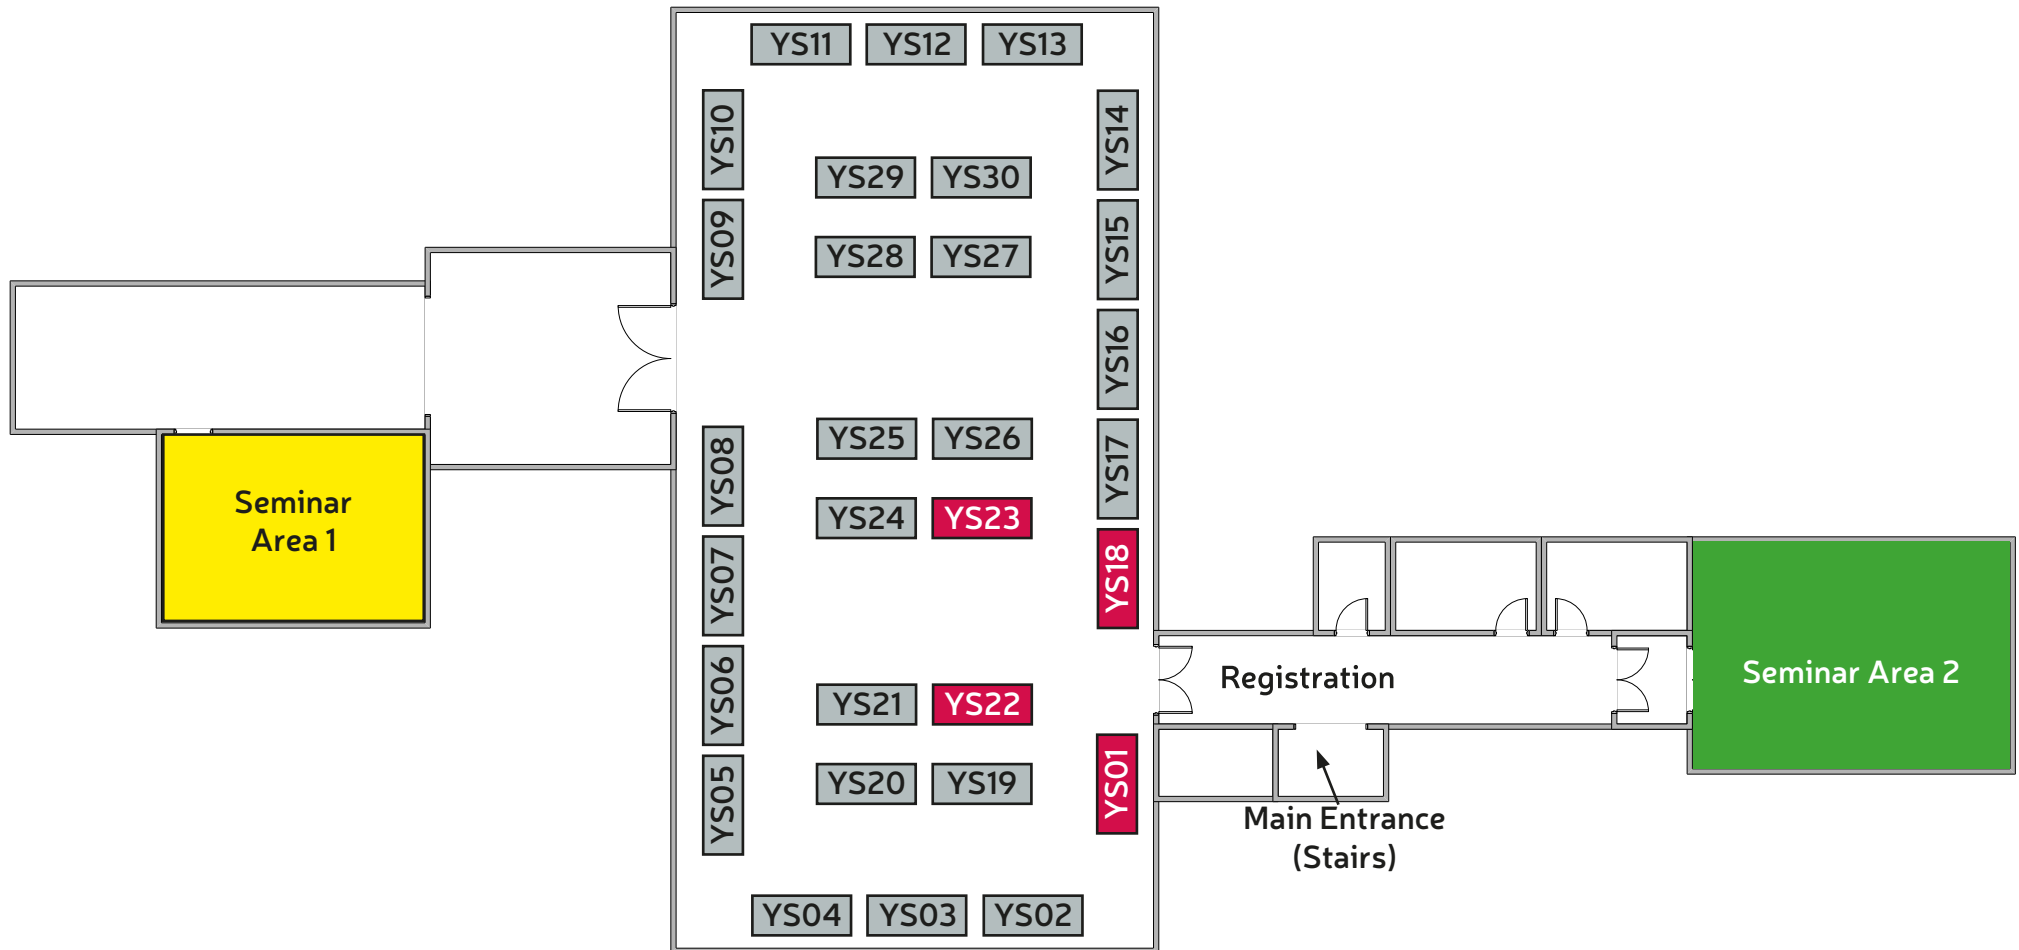 YS11 YS12 YS13
YS10
YS14
YS29 YS30
YS09
YS15
YS28 YS27
YS16
YS25 YS26
YS08
YS17
Seminar
Area 1
YS24 YS23
YS07
YS18
YS06
YS21 YS22
Registration
Seminar Area 2
YS05
YS20 YS19
YS01
Main Entrance
(Stairs)
YS04 YS03 YS02